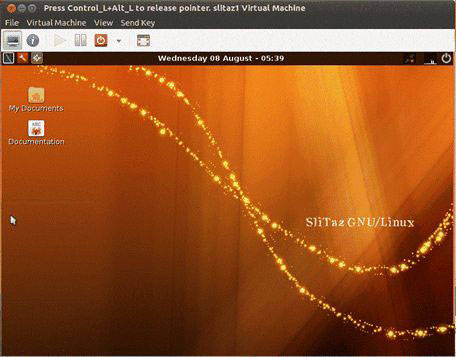 Press Control_L+Alt_L to release pointer. slitaz1 Virtual Machine
File Virtual Machine View Send Key
Wednesday 08 August - 05:39
My Documents
ABC
Documentation
SliTaz GNU/Linux